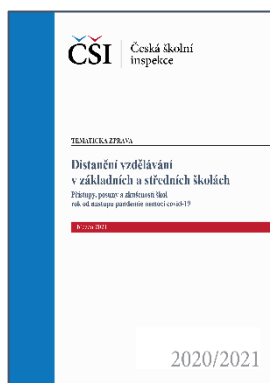 ČŠI
Česká školní
inspekce
TEMATICKÁ ZPRÁVA
Distanční vzdělávání
v základních a středních školách
Přístupy, posuny a zkušenosti škol
rok od nástupu pandemie nemoci covid-19
Březen 2021
2020/2021